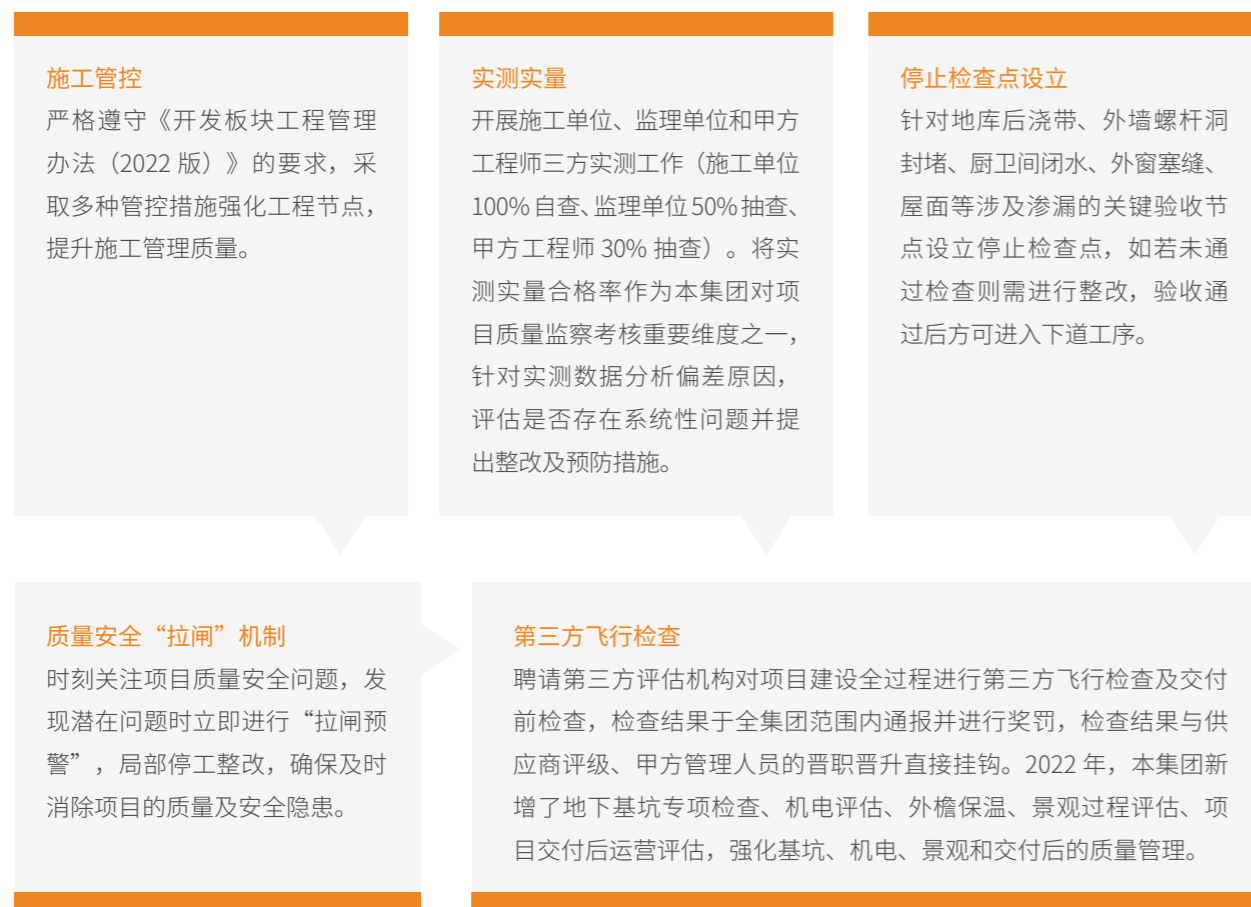 施工管控
严格遵守《开发板块工程管理
办法（2022 版）》的要求，采
取多种管控措施强化工程节点，
提升施工管理质量。
实测实量
开展施工单位、监理单位和甲方
工程师三方实测工作（施工单位
100% 自查、监理单位 50% 抽查、
甲方工程师 30% 抽查）。将实
测实量合格率作为本集团对项
目质量监察考核重要维度之一，
针对实测数据分析偏差原因，
评估是否存在系统性问题并提
出整改及预防措施。
停止检查点设立
针对地库后浇带、外墙螺杆洞
封堵、厨卫间闭水、外窗塞缝、
屋面等涉及渗漏的关键验收节
点设立停止检查点，如若未通
过检查则需进行整改，验收通
过后方可进入下道工序。
质量安全“拉闸”机制
时刻关注项目质量安全问题，发
现潜在问题时立即进行“拉闸预
警”，局部停工整改，确保及时
消除项目的质量及安全隐患。
第三方飞行检查
聘请第三方评估机构对项目建设全过程进行第三方飞行检查及交付
前检查，检查结果于全集团范围内通报并进行奖罚，检查结果与供
应商评级、甲方管理人员的晋职晋升直接挂钩。2022 年，本集团新
增了地下基坑专项检查、机电评估、外檐保温、景观过程评估、项
目交付后运营评估，强化基坑、机电、景观和交付后的质量管理。